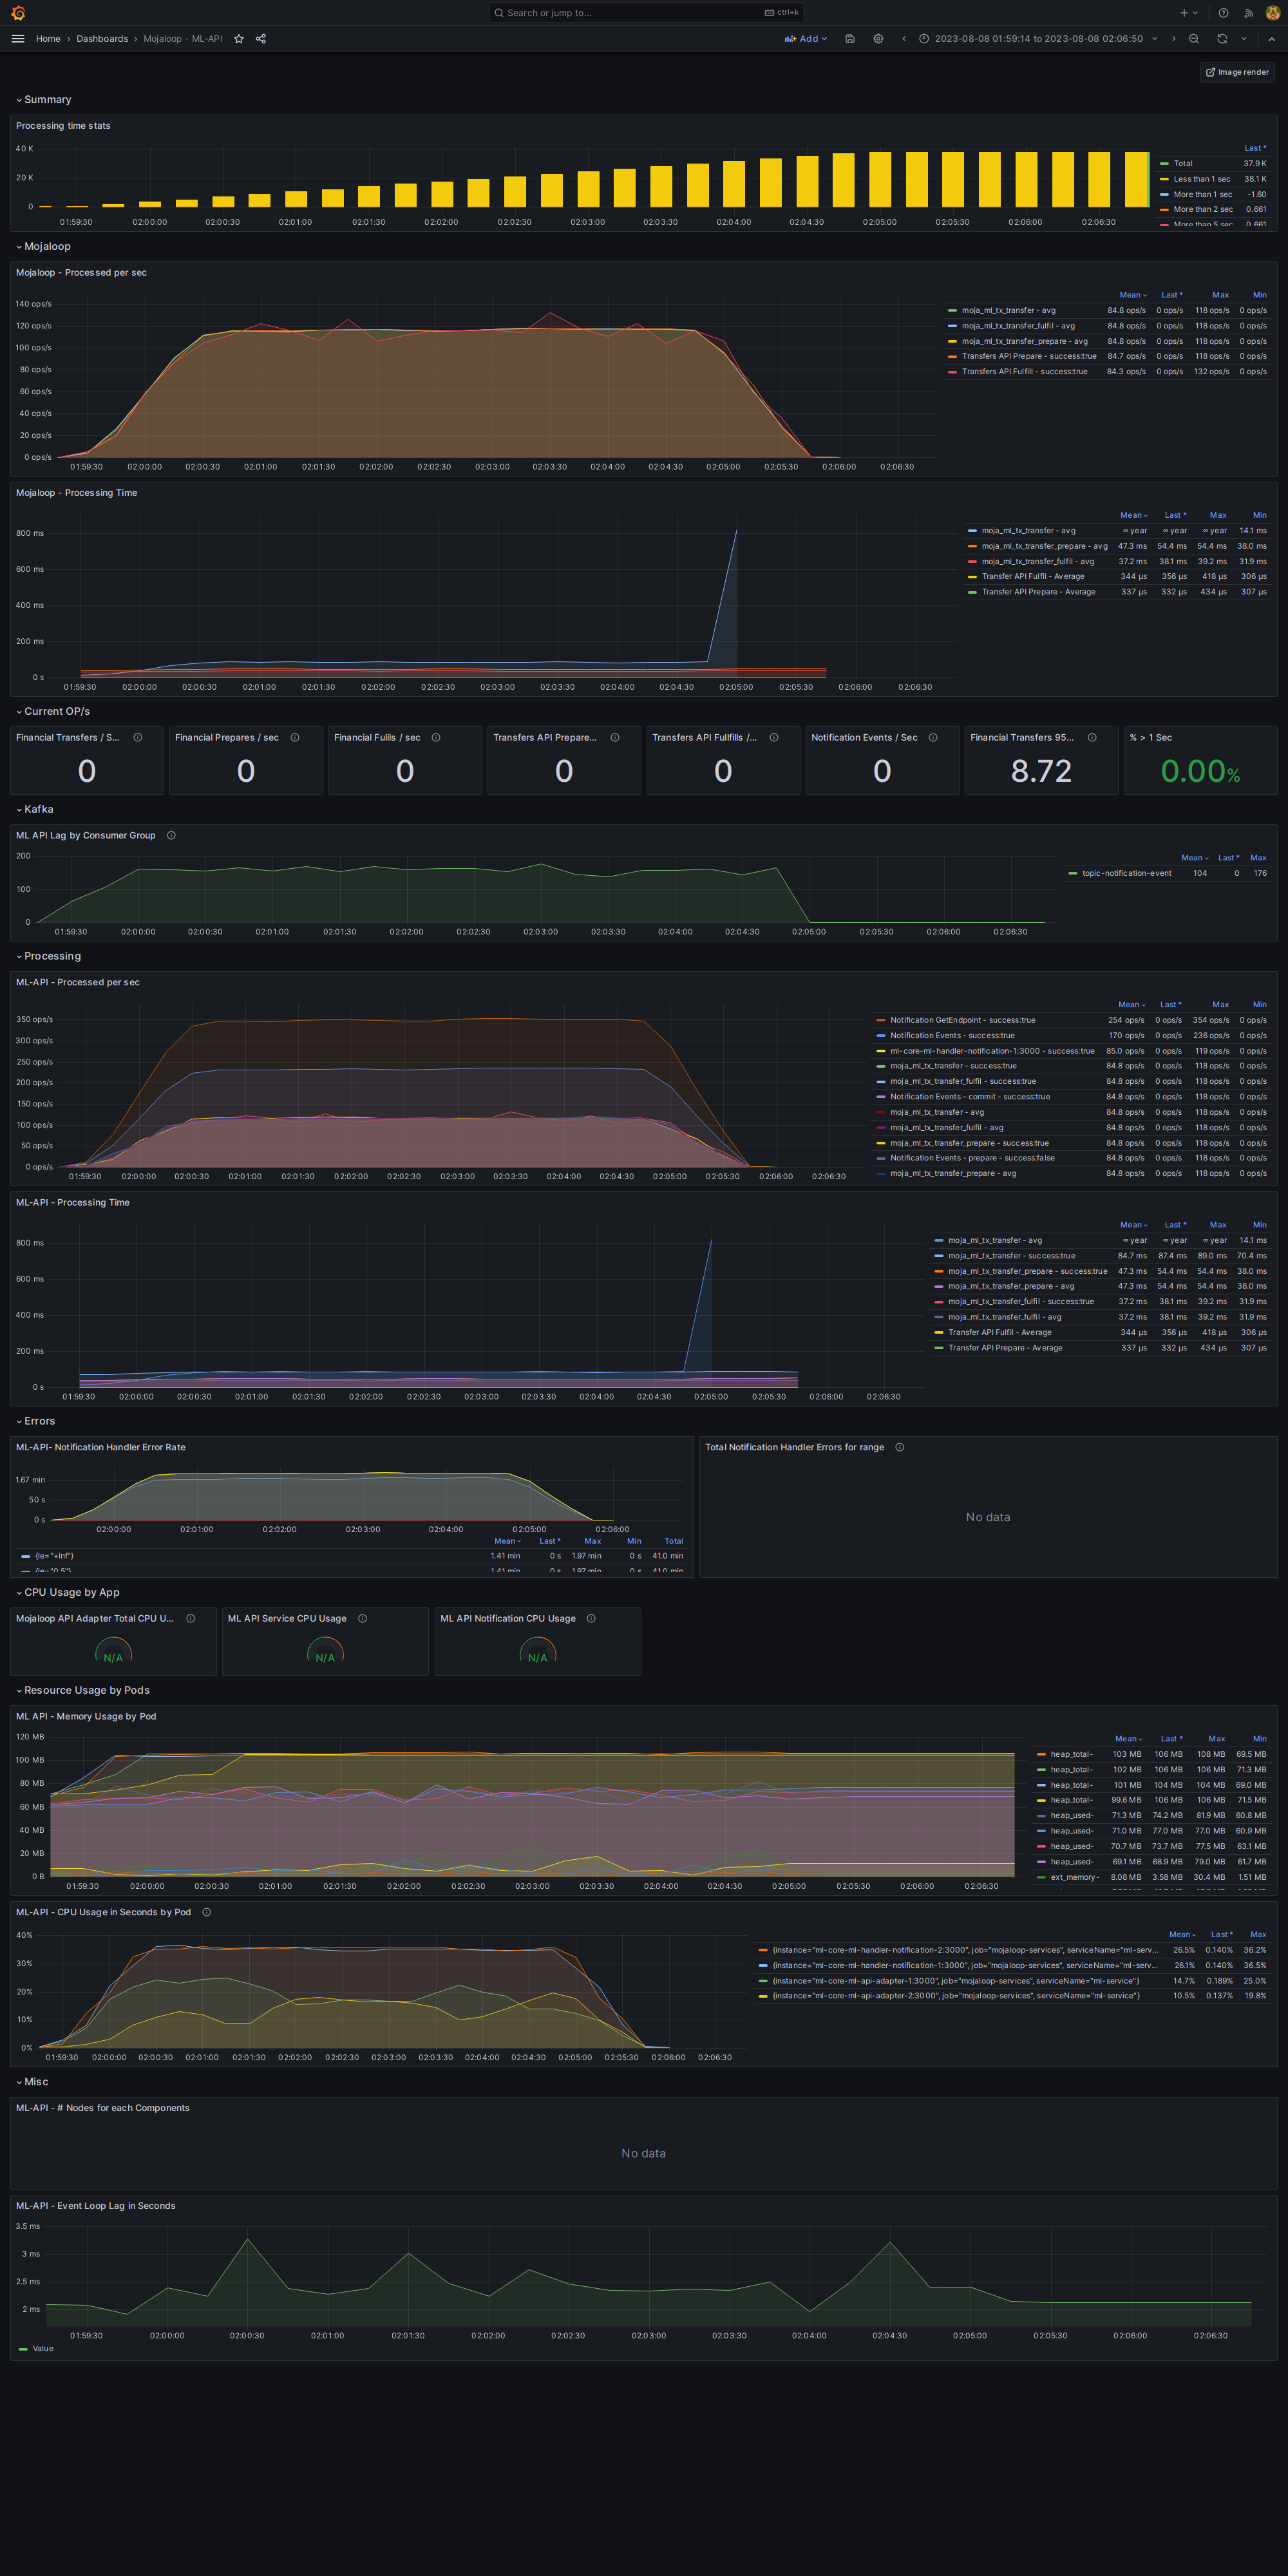 Search or jump to...
ctrl+k
Home › Dashboards › Mojaloop - ML-API
Add
2023-08-08 01:59:14 to 2023-08-08 02:06:50
Image render
Summary
Processing time stats
40 K
20 K
0
01:59:30 02:00:00 02:00:30 02:01:00 02:01:30 02:02:00 02:02:30 02:03:00 02:03:30 02:04:00 02:04:30 02:05:00 02:05:30 02:06:00 02:06:30
Last *
Total 37.9 K
Less than 1 sec 38.1 K
More than 1 sec -1.60
More than 2 sec 0.661
More than 5 sec 0.661
Mojaloop
Mojaloop - Processed per sec
140 ops/s
120 ops/s
100 ops/s
80 ops/s
60 ops/s
40 ops/s
20 ops/s
0 ops/s
01:59:30 02:00:00 02:00:30 02:01:00 02:01:30 02:02:00 02:02:30 02:03:00 02:03:30 02:04:00 02:04:30 02:05:00 02:05:30 02:06:00 02:06:30
Mean Last * Max Min
moja_ml_tx_transfer - avg 84.8 ops/s 0 ops/s 118 ops/s 0 ops/s
moja_ml_tx_transfer_fulfil - avg 84.8 ops/s 0 ops/s 118 ops/s 0 ops/s
moja_ml_tx_transfer_prepare - avg 84.8 ops/s 0 ops/s 118 ops/s 0 ops/s
Transfers API Prepare - success:true 84.7 ops/s 0 ops/s 118 ops/s 0 ops/s
Transfers API Fulfill - success:true 84.3 ops/s 0 ops/s 132 ops/s 0 ops/s
Mojaloop - Processing Time
800 ms
600 ms
400 ms
200 ms
0 s
01:59:30 02:00:00 02:00:30 02:01:00 02:01:30 02:02:00 02:02:30 02:03:00 02:03:30 02:04:00 02:04:30 02:05:00 02:05:30 02:06:00 02:06:30
Mean Last * Max Min
moja_ml_tx_transfer - avg ∞ year ∞ year ∞ year 14.1 ms
moja_ml_tx_transfer_prepare - avg 47.3 ms 54.4 ms 54.4 ms 38.0 ms
moja_ml_tx_transfer_fulfil - avg 37.2 ms 38.1 ms 39.2 ms 31.9 ms
Transfer API Fulfil - Average 344 µs 356 µs 418 µs 306 µs
Transfer API Prepare - Average 337 µs 332 µs 434 µs 307 µs
Current OP/s
Financial Transfers / S...
0
Financial Prepares / sec
0
Financial Fulils / sec
0
Transfers API Prepare...
0
Transfers API Fullfills /...
0
Notification Events / Sec
0
Financial Transfers 95...
8.72
% > 1 Sec
0.00%
Kafka
ML API Lag by Consumer Group
200
100
0
01:59:30 02:00:00 02:00:30 02:01:00 02:01:30 02:02:00 02:02:30 02:03:00 02:03:30 02:04:00 02:04:30 02:05:00 02:05:30 02:06:00 02:06:30
Mean Last * Max
topic-notification-event 104 0 176
Processing
ML-API - Processed per sec
350 ops/s
300 ops/s
250 ops/s
200 ops/s
150 ops/s
100 ops/s
50 ops/s
0 ops/s
01:59:30 02:00:00 02:00:30 02:01:00 02:01:30 02:02:00 02:02:30 02:03:00 02:03:30 02:04:00 02:04:30 02:05:00 02:05:30 02:06:00 02:06:30
Mean Last * Max Min
Notification GetEndpoint - success:true 254 ops/s 0 ops/s 354 ops/s 0 ops/s
Notification Events - success:true 170 ops/s 0 ops/s 236 ops/s 0 ops/s
ml-core-ml-handler-notification-1:3000 - success:true 85.0 ops/s 0 ops/s 119 ops/s 0 ops/s
moja_ml_tx_transfer - success:true 84.8 ops/s 0 ops/s 118 ops/s 0 ops/s
moja_ml_tx_transfer_fulfil - success:true 84.8 ops/s 0 ops/s 118 ops/s 0 ops/s
Notification Events - commit - success:true 84.8 ops/s 0 ops/s 118 ops/s 0 ops/s
moja_ml_tx_transfer - avg 84.8 ops/s 0 ops/s 118 ops/s 0 ops/s
moja_ml_tx_transfer_fulfil - avg 84.8 ops/s 0 ops/s 118 ops/s 0 ops/s
moja_ml_tx_transfer_prepare - success:true 84.8 ops/s 0 ops/s 118 ops/s 0 ops/s
Notification Events - prepare - success:false 84.8 ops/s 0 ops/s 118 ops/s 0 ops/s
moja_ml_tx_transfer_prepare - avg 84.8 ops/s 0 ops/s 118 ops/s 0 ops/s
ML-API - Processing Time
800 ms
600 ms
400 ms
200 ms
0 s
01:59:30 02:00:00 02:00:30 02:01:00 02:01:30 02:02:00 02:02:30 02:03:00 02:03:30 02:04:00 02:04:30 02:05:00 02:05:30 02:06:00 02:06:30
Mean Last * Max Min
moja_ml_tx_transfer - avg ∞ year ∞ year ∞ year 14.1 ms
moja_ml_tx_transfer - success:true 84.7 ms 87.4 ms 89.0 ms 70.4 ms
moja_ml_tx_transfer_prepare - success:true 47.3 ms 54.4 ms 54.4 ms 38.0 ms
moja_ml_tx_transfer_prepare - avg 47.3 ms 54.4 ms 54.4 ms 38.0 ms
moja_ml_tx_transfer_fulfil - success:true 37.2 ms 38.1 ms 39.2 ms 31.9 ms
moja_ml_tx_transfer_fulfil - avg 37.2 ms 38.1 ms 39.2 ms 31.9 ms
Transfer API Fulfil - Average 344 µs 356 µs 418 µs 306 µs
Transfer API Prepare - Average 337 µs 332 µs 434 µs 307 µs
Errors
ML-API- Notification Handler Error Rate
1.67 min
50 s
0 s
02:00:00 02:01:00 02:02:00 02:03:00 02:04:00 02:05:00 02:06:00
Mean Last * Max Min Total
{le="+Inf"} 1.41 min 0 s 1.97 min 0 s 41.0 min
{le="0.5"} 1.41 min 0 s 1.97 min 0 s 41.0 min
Total Notification Handler Errors for range
No data
CPU Usage by App
Mojaloop API Adapter Total CPU U...
N/A
ML API Service CPU Usage
N/A
ML API Notification CPU Usage
N/A
Resource Usage by Pods
ML API - Memory Usage by Pod
120 MB
100 MB
80 MB
60 MB
40 MB
20 MB
0 B
01:59:30 02:00:00 02:00:30 02:01:00 02:01:30 02:02:00 02:02:30 02:03:00 02:03:30 02:04:00 02:04:30 02:05:00 02:05:30 02:06:00 02:06:30
Mean Last * Max Min
heap_total- 103 MB 106 MB 108 MB 69.5 MB
heap_total- 102 MB 106 MB 106 MB 71.3 MB
heap_total- 101 MB 104 MB 104 MB 69.0 MB
heap_total- 99.6 MB 106 MB 106 MB 71.5 MB
heap_used- 71.3 MB 74.2 MB 81.9 MB 60.8 MB
heap_used- 71.0 MB 77.0 MB 77.0 MB 60.9 MB
heap_used- 70.7 MB 73.7 MB 77.5 MB 63.1 MB
heap_used- 69.1 MB 68.9 MB 79.0 MB 61.7 MB
ext_memory- 8.08 MB 3.58 MB 30.4 MB 1.51 MB
ML-API - CPU Usage in Seconds by Pod
40%
30%
20%
10%
0%
01:59:30 02:00:00 02:00:30 02:01:00 02:01:30 02:02:00 02:02:30 02:03:00 02:03:30 02:04:00 02:04:30 02:05:00 02:05:30 02:06:00 02:06:30
Mean Last * Max
{instance="ml-core-ml-handler-notification-2:3000", job="mojaloop-services", serviceName="ml-serv... 26.5% 0.140% 36.2%
{instance="ml-core-ml-handler-notification-1:3000", job="mojaloop-services", serviceName="ml-serv... 26.1% 0.140% 36.5%
{instance="ml-core-ml-api-adapter-1:3000", job="mojaloop-services", serviceName="ml-service"} 14.7% 0.189% 25.0%
{instance="ml-core-ml-api-adapter-2:3000", job="mojaloop-services", serviceName="ml-service"} 10.5% 0.137% 19.8%
Misc
ML-API - # Nodes for each Components
No data
ML-API - Event Loop Lag in Seconds
3.5 ms
3 ms
2.5 ms
2 ms
01:59:30 02:00:00 02:00:30 02:01:00 02:01:30 02:02:00 02:02:30 02:03:00 02:03:30 02:04:00 02:04:30 02:05:00 02:05:30 02:06:00 02:06:30
Value